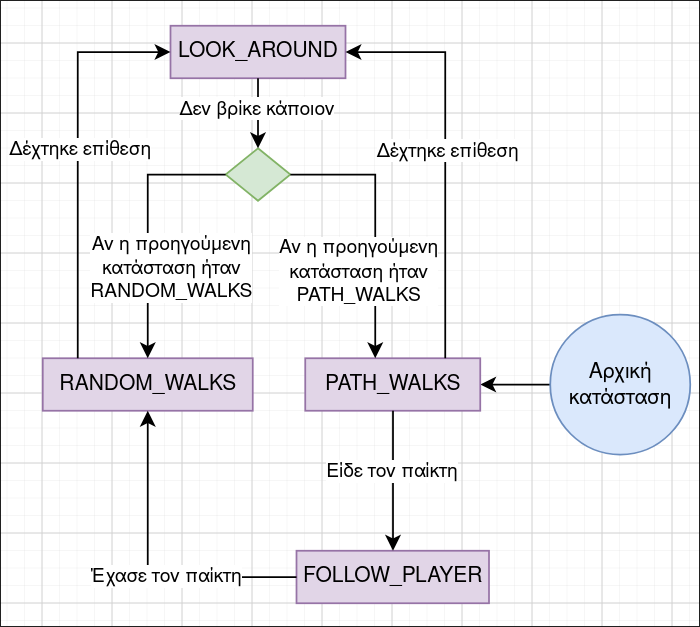 LOOK_AROUND
Δεν βρίκε κάποιον
Δέχτηκε επίθεση
Δέχτηκε επίθεση
Αν η προηγούμενη
κατάσταση ήταν
RANDOM_WALKS
Αν η προηγούμενη
κατάσταση ήταν
PATH_WALKS
RANDOM_WALKS
PATH_WALKS
Αρχική
κατάσταση
Είδε τον παίκτη
Έχασε τον παίκτη
FOLLOW_PLAYER